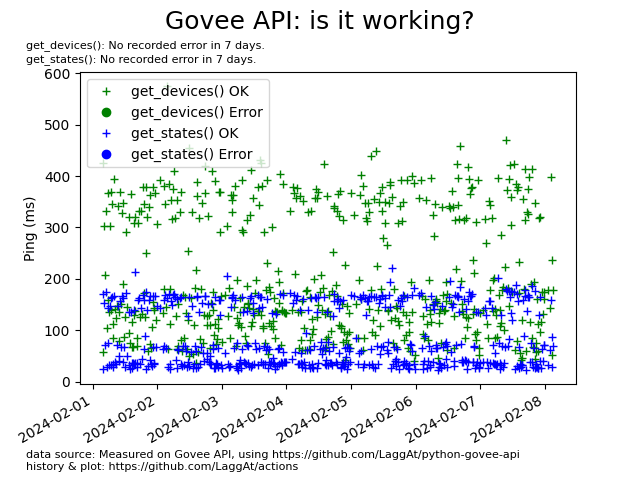 Govee API: is it working?
get_devices(): No recorded error in 7 days.
get_states(): No recorded error in 7 days.
600
500
400
300
200
100
0
Ping (ms)
get_devices() OK
get_devices() Error
get_states() OK
get_states() Error
2024-02-01
2024-02-02
2024-02-03
2024-02-04
2024-02-05
2024-02-06
2024-02-07
2024-02-08
data source: Measured on Govee API, using https://github.com/LaggAt/python-govee-api
history & plot: https://github.com/LaggAt/actions